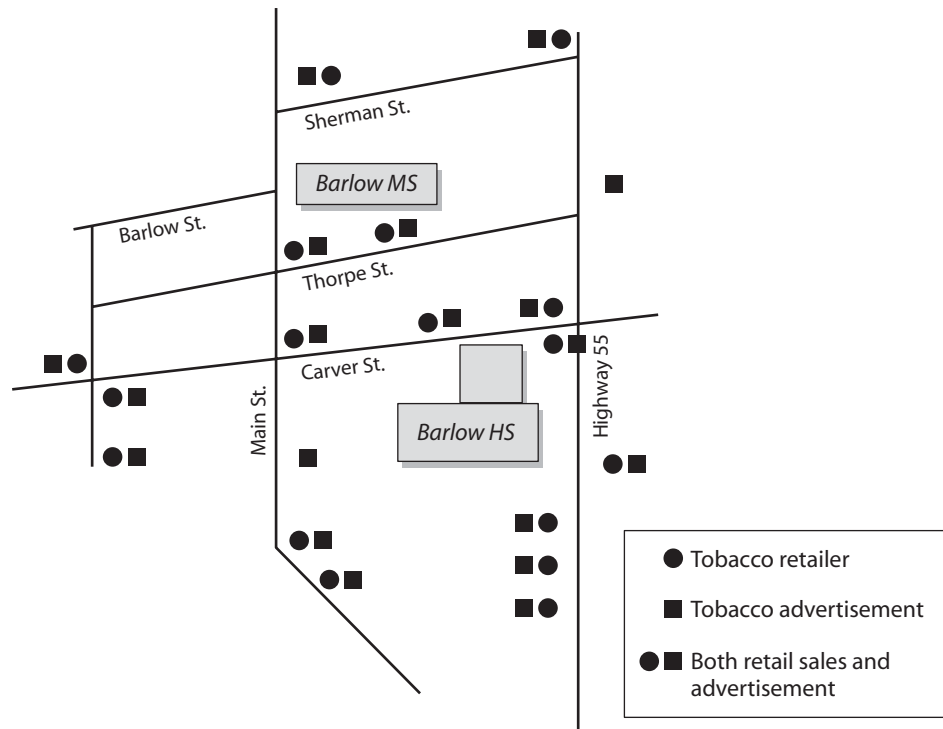 Sherman St.
Barlow MS
Barlow St.
Thorpe St.
Carver St.
Main St.
Highway 55
Barlow HS
Tobacco retailer
Tobacco advertisement
Both retail sales and
advertisement